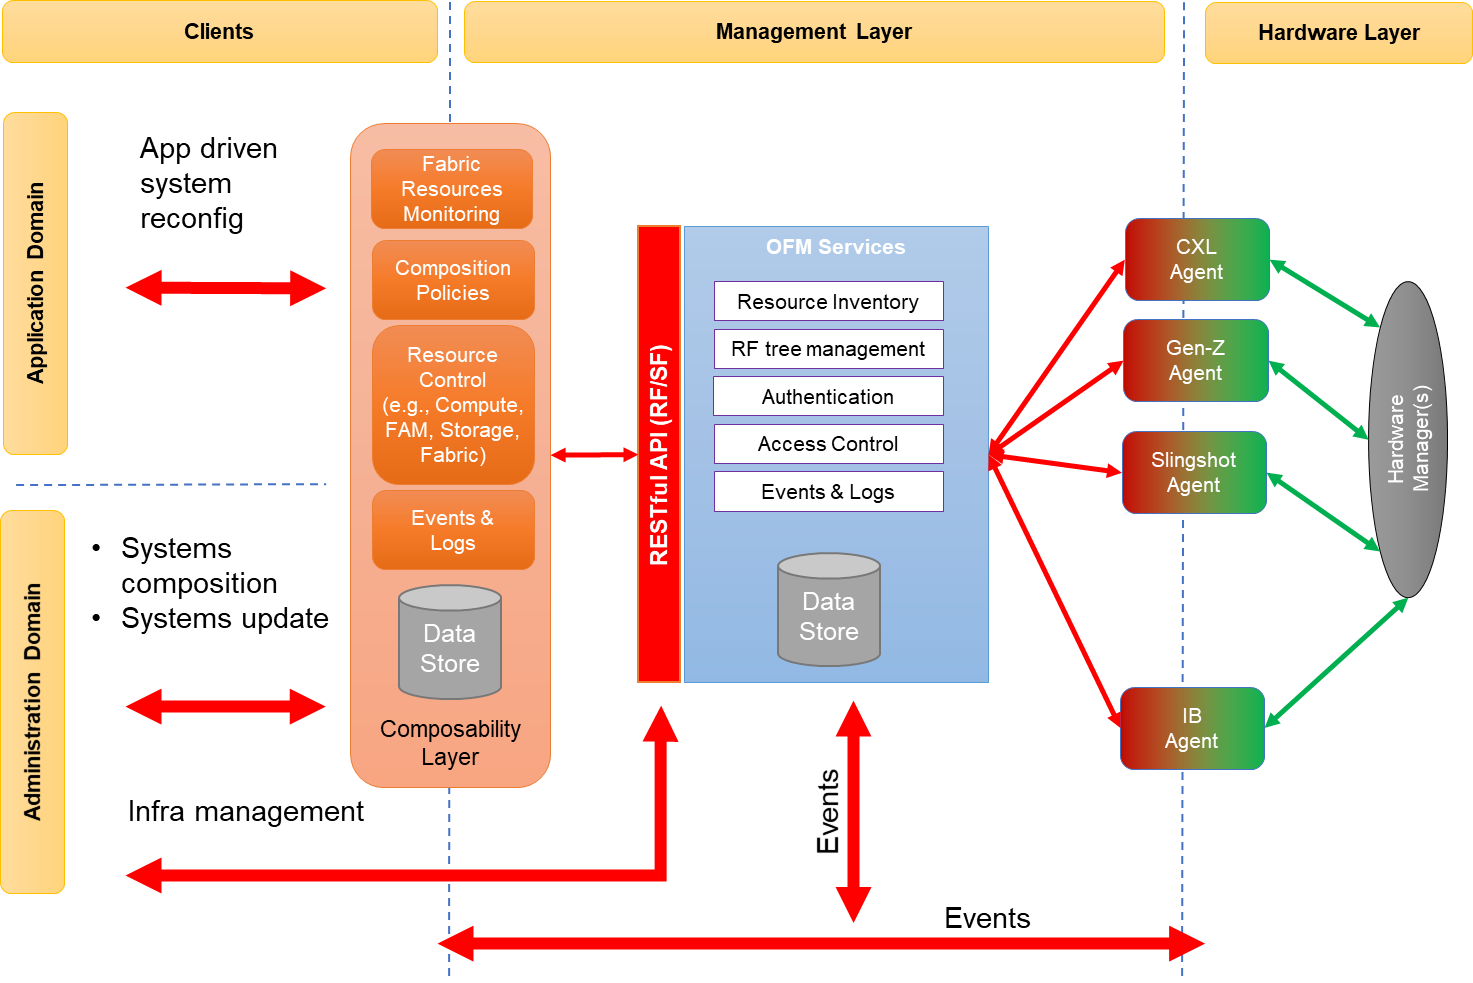 Clients
Management Layer
Hardware Layer
Application Domain
App driven
system
reconfig
Administration Domain
• Systems
composition
• Systems update
Infra management
Fabric
Resources
Monitoring
Composition
Policies
Resource
Control
(e.g., Compute,
FAM, Storage,
Fabric)
Events &
Logs
Data
Store
Composability
Layer
RESTful API (RF/SF)
OFM Services
Resource Inventory
RF tree management
Authentication
Access Control
Events & Logs
Data
Store
Events
Events
CXL
Agent
Gen-Z
Agent
Slingshot
Agent
IB
Agent
Hardware
Manager(s)